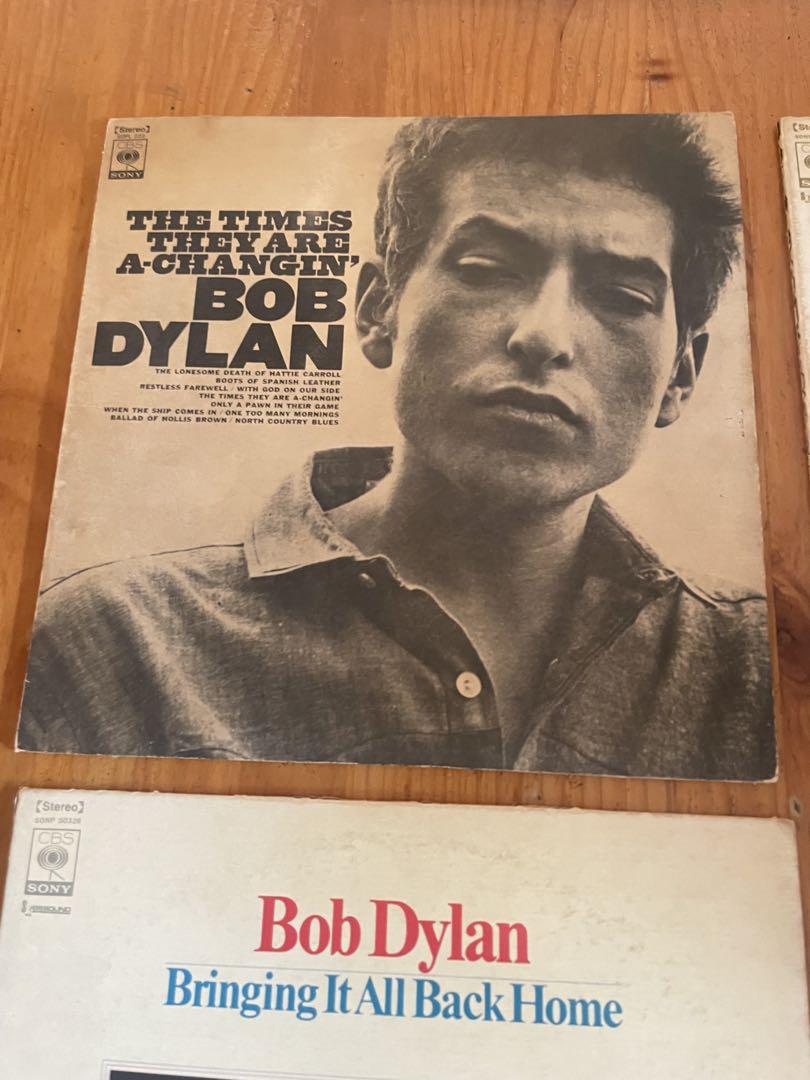 [Stereo]
CBS
SONY
THE TIMES
THEY ARE
A-CHANGIN'
BOB
DYLAN
THE LONESOME DEATH OF HATTIE CARROLL
BOOTS OF SPANISH LEATHER
RESTLESS FAREWELL / WITH GOD ON OUR SIDE
THE TIMES THEY ARE A-CHANGIN'
ONLY A PAWN IN THEIR GAME
WHEN THE SHIP COMES IN / ONE TOO MANY MORNINGS
BALLAD OF HOLLIS BROWN / NORTH COUNTRY BLUES
[Stereo]
SONP 50328
CBS
SONY
Bob Dylan
Bringing It All Back Home